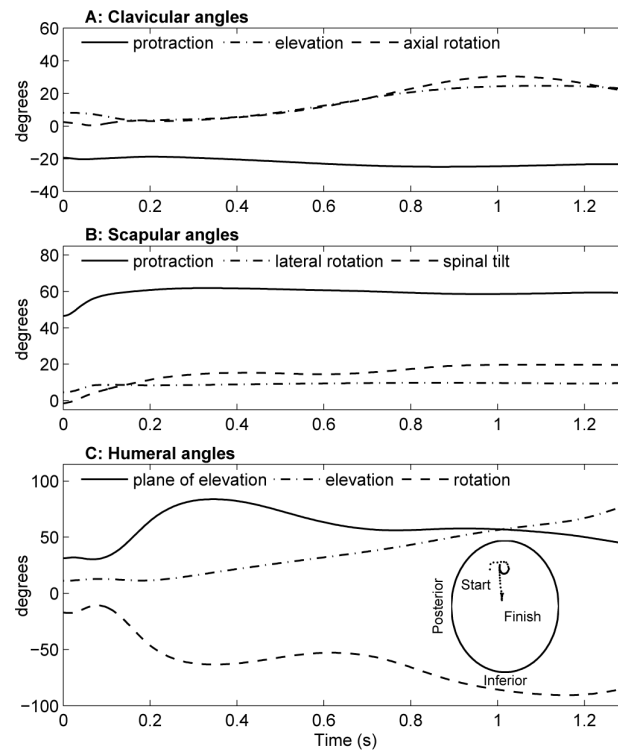 A: Clavicular angles
60
protraction elevation axial rotation
40
20
0
−20
−40
degrees
0 0.2 0.4 0.6 0.8 1 1.2
B: Scapular angles
80
protraction lateral rotation spinal tilt
60
40
20
0
degrees
0 0.2 0.4 0.6 0.8 1 1.2
C: Humeral angles
100
plane of elevation elevation rotation
50
0
−50
−100
degrees
Start
Finish
Posterior
Inferior
0 0.2 0.4 0.6 0.8 1 1.2
Time (s)